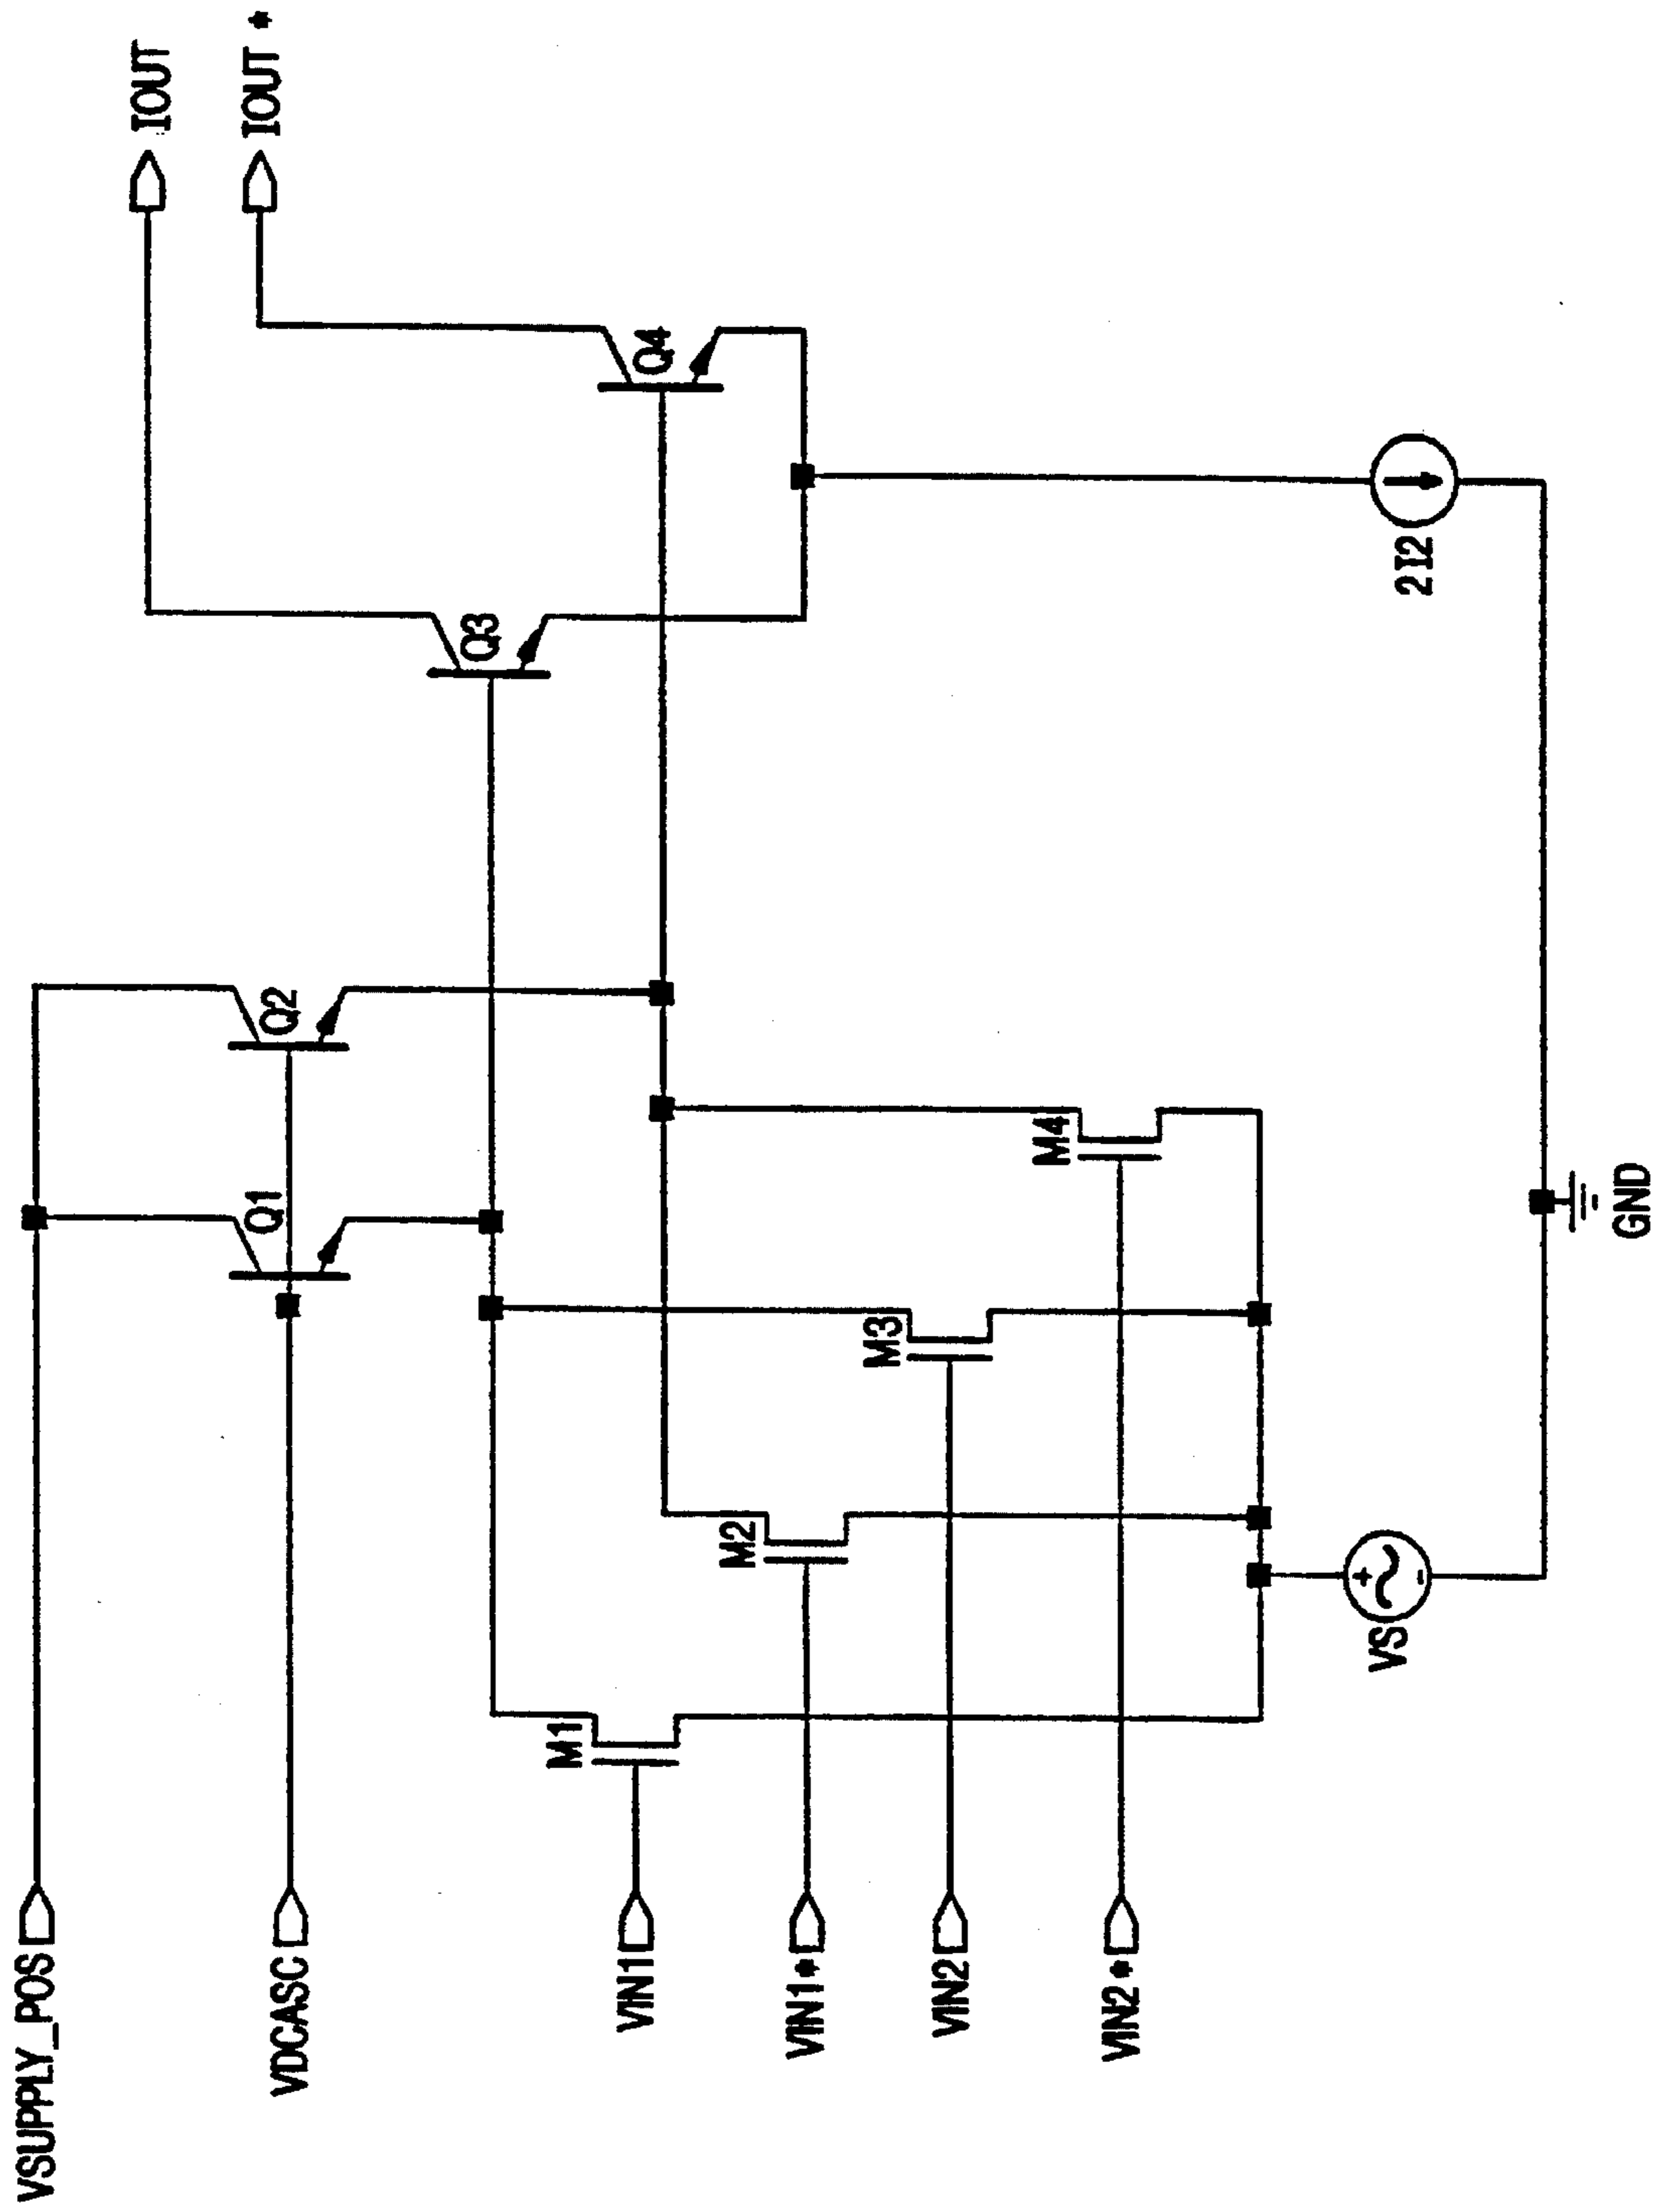 VSUPPLY_POS
VDCASC
VIN1
VIN1*
VIN2
VIN2*
IOUT
IOUT*
Q1
Q2
Q3
Q4
M1
M2
M3
M4
VS
+
-
2I2
GND